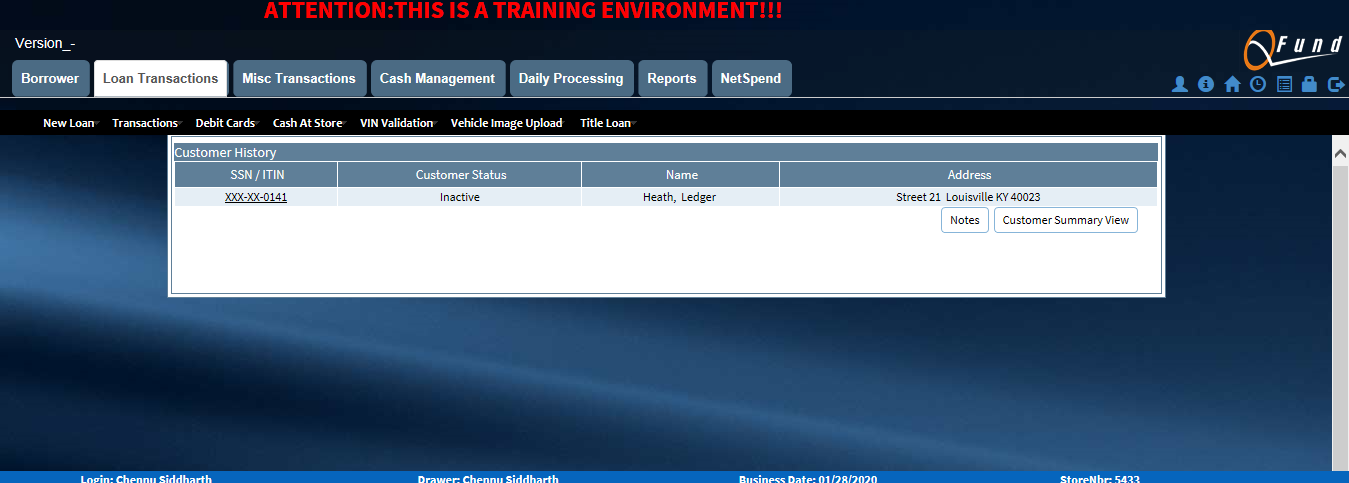 ATTENTION:THIS IS A TRAINING ENVIRONMENT!!!
Version_-
QFund
Borrower Loan Transactions Misc Transactions Cash Management Daily Processing Reports NetSpend
New Loan Transactions Debit Cards Cash At Store VIN Validation Vehicle Image Upload Title Loan
Customer History
SSN / ITIN Customer Status Name Address
XXX-XX-0141 Inactive Heath, Ledger Street 21 Louisville KY 40023
Notes Customer Summary View
Login: Chennu Siddharth Drawer: Chennu Siddharth Business Date: 01/28/2020 StoreNbr: 5433